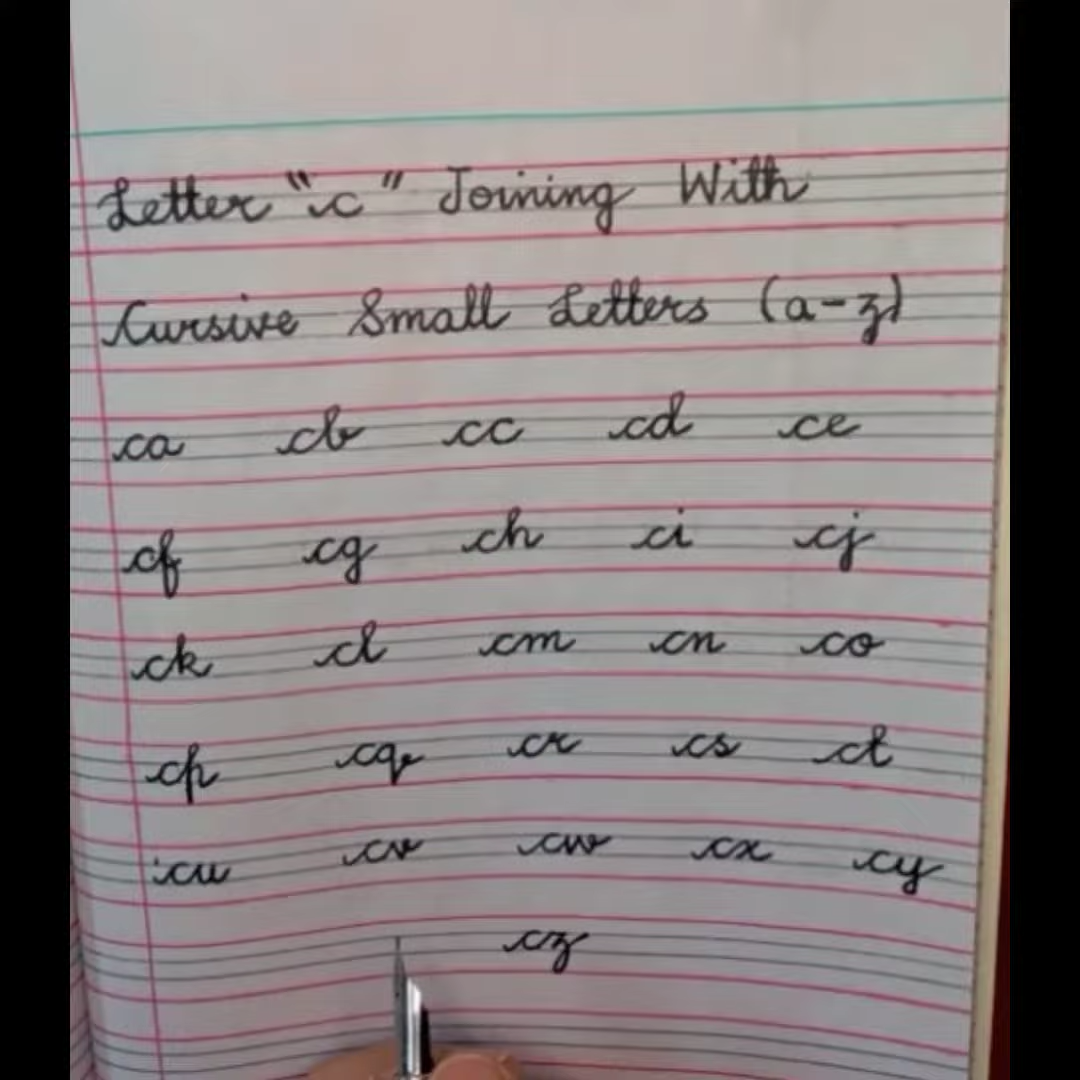 Letter "c" Joining With
Cursive Small Letters (a-z)
ca cb cc cd ce
cf cg ch ci cj
ck cl cm cn co
cp cq cr cs ct
cu cv cw cx cy
cz